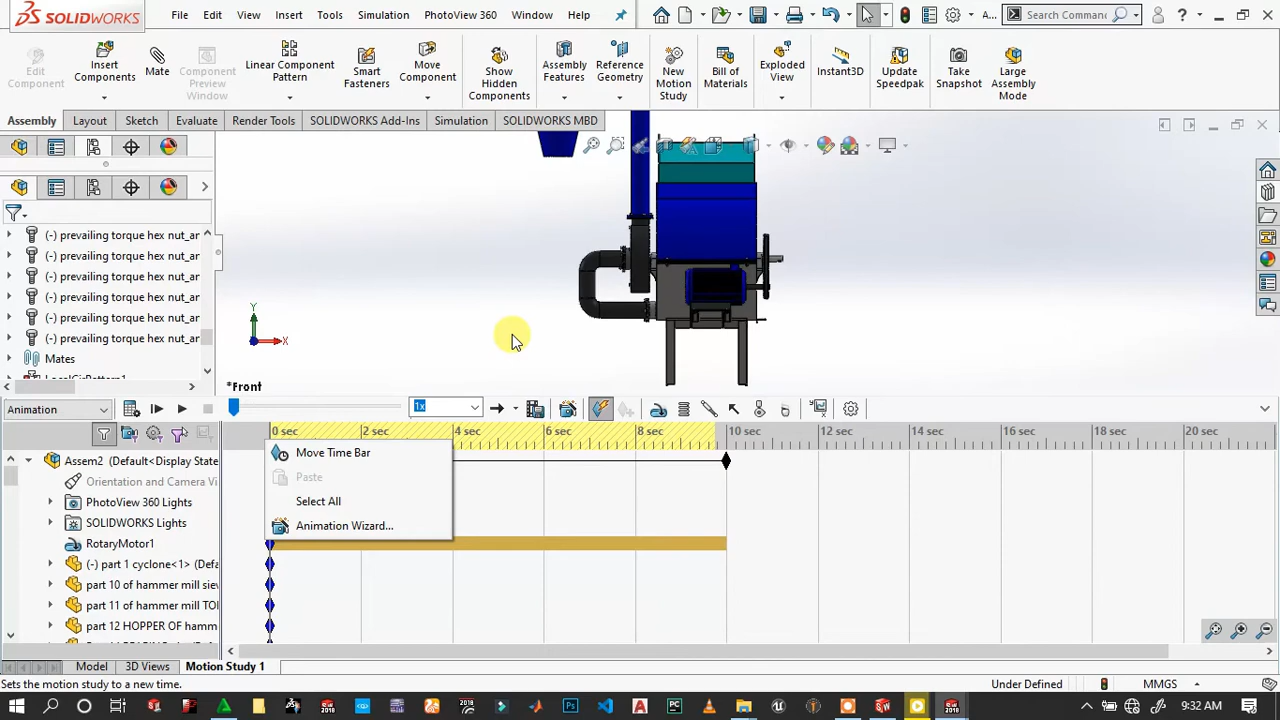 SOLIDWORKS
File
Edit
View
Insert
Tools
Simulation
PhotoView 360
Window
Help
A...
Search Comman
?
Edit
Component
Insert
Components
Mate
Component
Preview
Window
Linear Component
Pattern
Smart
Fasteners
Move
Component
Show
Hidden
Components
Assembly
Features
Reference
Geometry
New
Motion
Study
Bill of
Materials
Exploded
View
Instant3D
Update
Speedpak
Take
Snapshot
Large
Assembly
Mode
Assembly
Layout
Sketch
Evaluate
Render Tools
SOLIDWORKS Add-Ins
Simulation
SOLIDWORKS MBD
(-) prevailing torque hex nut_ar
(-) prevailing torque hex nut_ar
(-) prevailing torque hex nut_ar
(-) prevailing torque hex nut_ar
(-) prevailing torque hex nut_ar
(-) prevailing torque hex nut_ar
Mates
LocalCirPattern1
Y
X
*Front
Animation
1x
0 sec
2 sec
4 sec
6 sec
8 sec
10 sec
12 sec
14 sec
16 sec
18 sec
20 sec
Move Time Bar
Paste
Select All
Animation Wizard...
Assem2 (Default<Display State
Orientation and Camera Vi
PhotoView 360 Lights
SOLIDWORKS Lights
RotaryMotor1
(-) part 1 cyclone<1> (Defa
part 10 of hammer mill siev
part 11 of hammer mill TOI
part 12 HOPPER OF hamm
Model
3D Views
Motion Study 1
Sets the motion study to a new time.
Under Defined
MMGS
9:32 AM